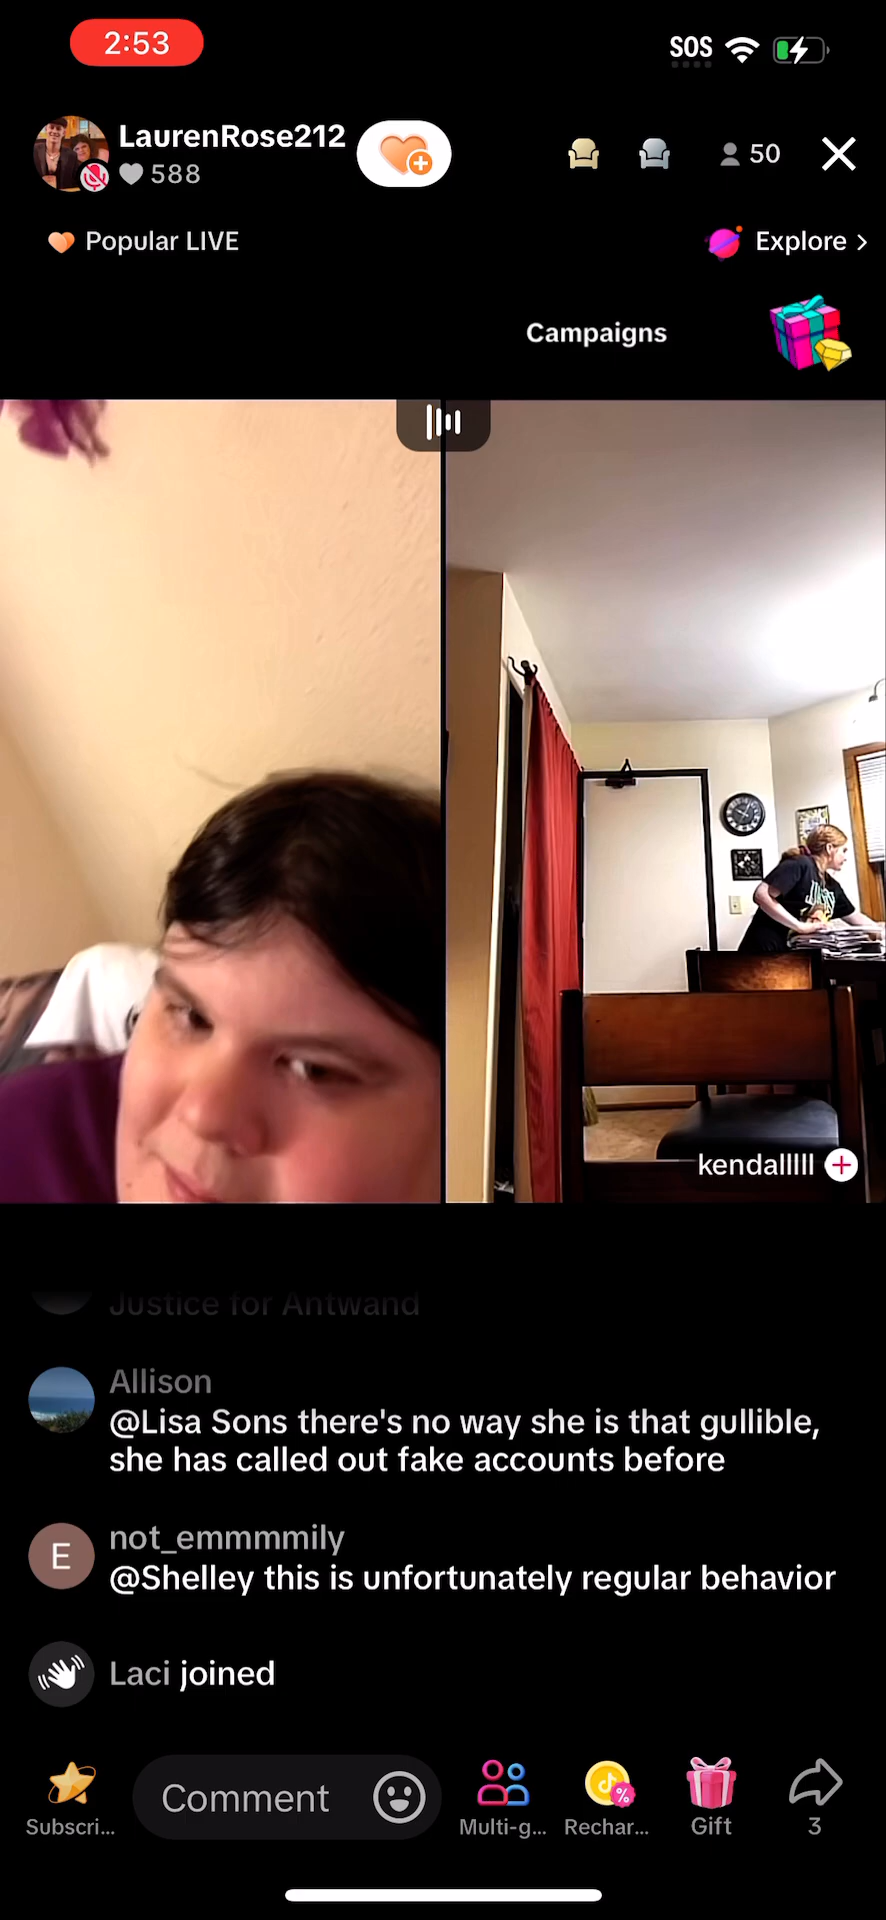 2:53
SOS
LaurenRose212
588
50
Popular LIVE
Explore >
Campaigns
kendalllll
Justice for Antwand
Allison
@Lisa Sons there's no way she is that gullible,
she has called out fake accounts before
E
not_emmmmily
@Shelley this is unfortunately regular behavior
Laci joined
Subscri...
Comment
Multi-g...
Rechar...
Gift
3